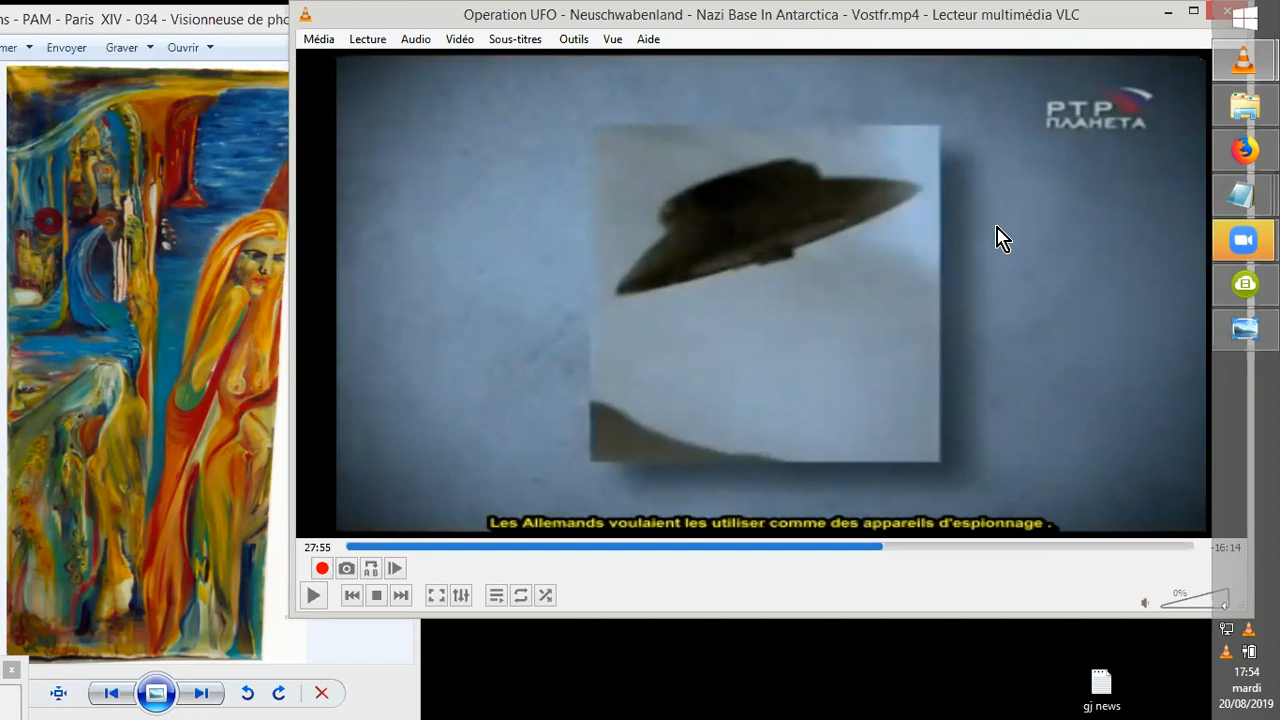 ns - PAM - Paris  XIV - 034 - Visionneuse de pho
mer Envoyer Graver Ouvrir
Operation UFO - Neuschwabenland - Nazi Base In Antarctica - Vostfr.mp4 - Lecteur multimédia VLC
Média Lecture Audio Vidéo Sous-titres Outils Vue Aide
РТР
ПЛАНЕТА
Les Allemands voulaient les utiliser comme des appareils d'espionnage .
27:55 -16:14
A B
0%
gj news
17:54
mardi
20/08/2019